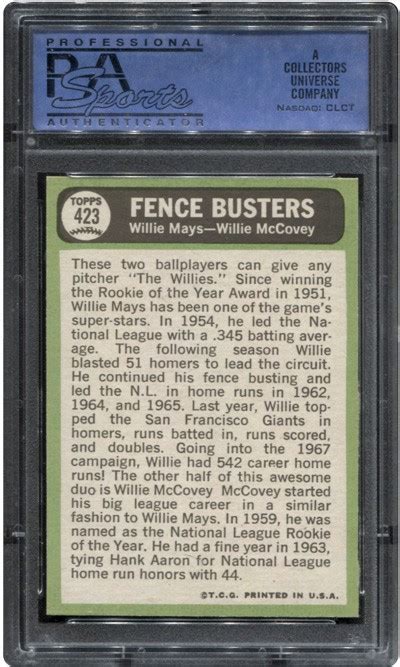 PROFESSIONAL
PSA
Sports
AUTHENTICATOR
A
COLLECTORS
UNIVERSE
COMPANY
NASDAQ: CLCT
TOPPS
423
FENCE BUSTERS
Willie Mays—Willie McCovey
These two ballplayers can give any
pitcher "The Willies." Since winning
the Rookie of the Year Award in 1951,
Willie Mays has been one of the game's
super-stars. In 1954, he led the Na-
tional League with a .345 batting aver-
age. The following season Willie
blasted 51 homers to lead the circuit.
He continued his fence busting and
led the N.L. in home runs in 1962,
1964, and 1965. Last year, Willie top-
ped the San Francisco Giants in
homers, runs batted in, runs scored,
and doubles. Going into the 1967
campaign, Willie had 542 career home
runs! The other half of this awesome
duo is Willie McCovey McCovey started
his big league career in a similar
fashion to Willie Mays. In 1959, he was
named as the National League Rookie
of the Year. He had a fine year in 1963,
tying Hank Aaron for National League
home run honors with 44.
©T.C.G. PRINTED IN U.S.A.